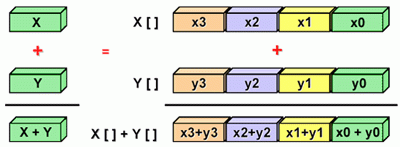 X X [ ] x3 x2 x1 x0
+ = +
Y Y [ ] y3 y2 y1 y0
X + Y X [ ] + Y [ ] x3+y3 x2+y2 x1+y1 x0 + y0